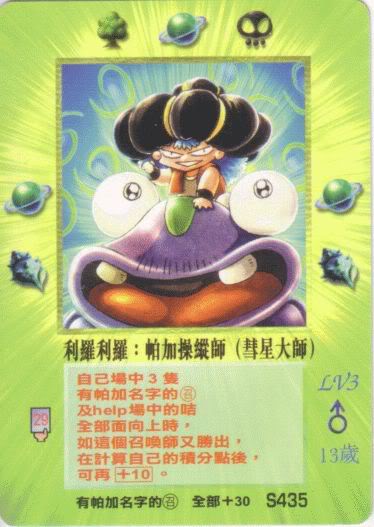 利羅利羅：帕加操縱師（彗星大師）
自己場中3隻
有帕加名字的㊁
及help場中的咭
全部面向上時，
如這個召喚師又勝出，
在計算自己的積分點後，
可再+10。
LV3
♂
13歲
29
有帕加名字的㊁ 全部+30 S435